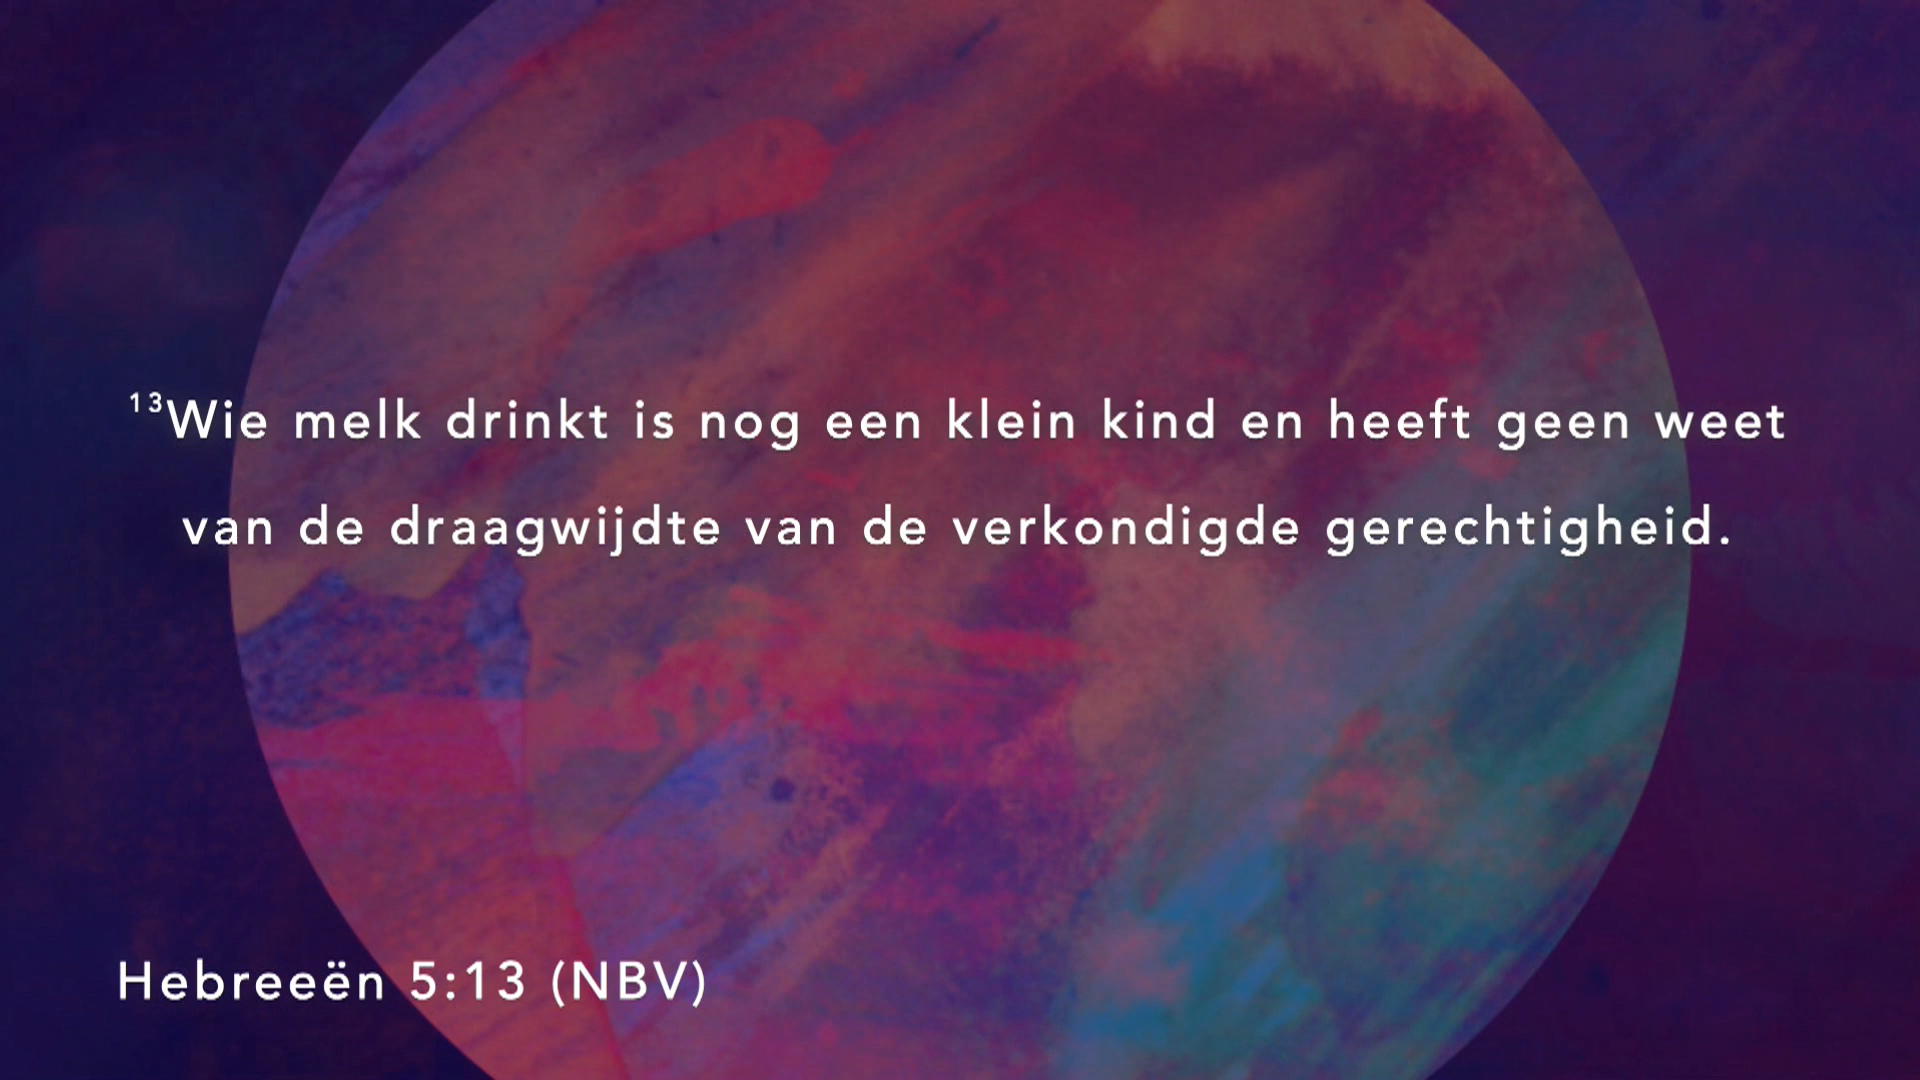 ¹³Wie melk drinkt is nog een klein kind en heeft geen weet
van de draagwijdte van de verkondigde gerechtigheid.
Hebreeën 5:13 (NBV)